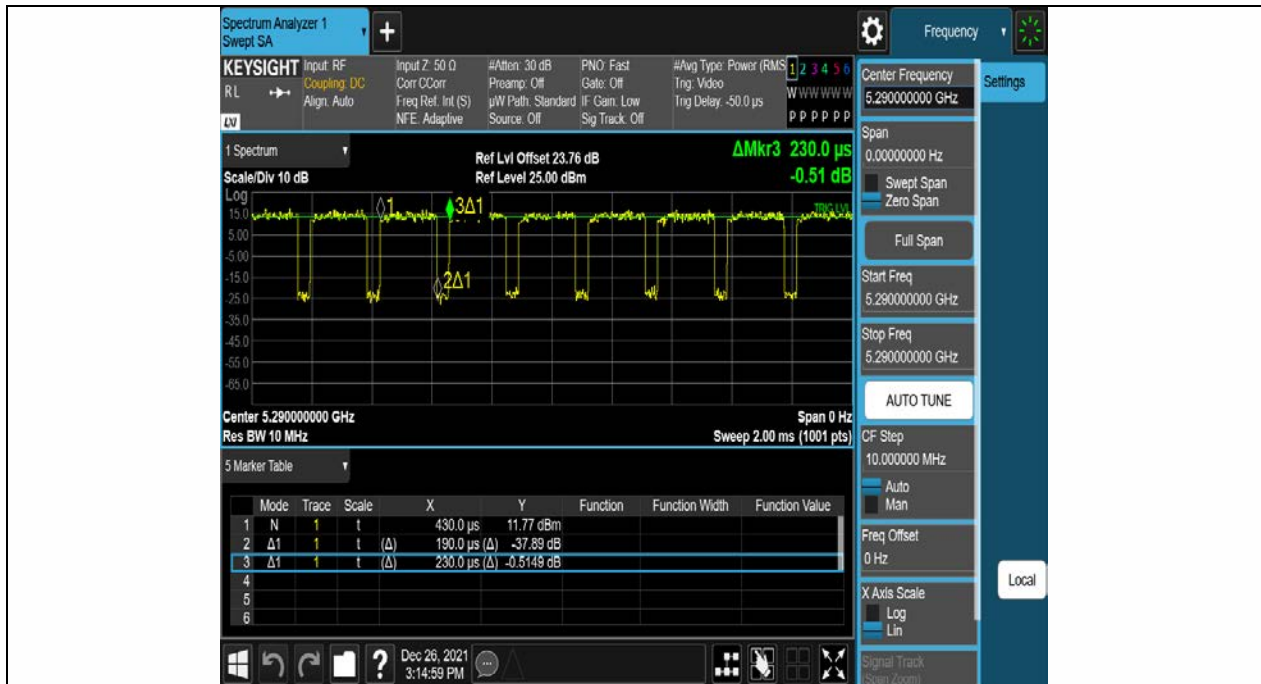 Spectrum Analyzer 1
Swept SA
+
Frequency
KEYSIGHT
RL
LXI
Input: RF
Coupling: DC
Align: Auto
Input Z: 50 Ω
Corr CCorr
Freq Ref: Int (S)
NFE: Adaptive
#Atten: 30 dB
Preamp: Off
µW Path: Standard
Source: Off
PNO: Fast
Gate: Off
IF Gain: Low
Sig Track: Off
#Avg Type: Power (RMS
Trig: Video
Trig Delay: -50.0 µs
1 2 3 4 5 6
W W W W W W
P P P P P P
1 Spectrum
Scale/Div 10 dB
Ref Lvl Offset 23.76 dB
Ref Level 25.00 dBm
ΔMkr3 230.0 µs
-0.51 dB
Log
15.0
5.00
-5.00
-15.0
-25.0
-35.0
-45.0
-55.0
-65.0
1
3Δ1
2Δ1
TRIG LVL
Center 5.290000000 GHz
Res BW 10 MHz
Span 0 Hz
Sweep 2.00 ms (1001 pts)
5 Marker Table
Mode Trace Scale X Y Function Function Width Function Value
1 N 1 t 430.0 µs 11.77 dBm
2 Δ1 1 t (Δ) 190.0 µs (Δ) -37.89 dB
3 Δ1 1 t (Δ) 230.0 µs (Δ) -0.5149 dB
4
5
6
?
Dec 26, 2021
3:14:59 PM
Center Frequency
5.290000000 GHz
Span
0.00000000 Hz
Swept Span
Zero Span
Full Span
Start Freq
5.290000000 GHz
Stop Freq
5.290000000 GHz
AUTO TUNE
CF Step
10.000000 MHz
Auto
Man
Freq Offset
0 Hz
X Axis Scale
Log
Lin
Signal Track
(Span Zoom)
Settings
Local